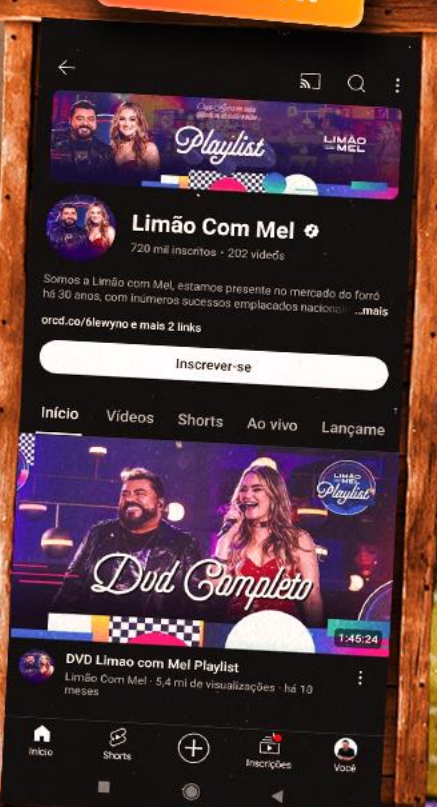 Playlist
LIMÃO
COM
MEL
Limão Com Mel
720 mil inscritos • 202 vídeos
Somos a Limão com Mel, estamos presente no mercado do forró
há 30 anos, com inúmeros sucessos emplacados nacional ...mais
orcd.co/6lewyno e mais 2 links
Inscrever-se
Início Vídeos Shorts Ao vivo Lançame
LIMÃO
COM
MEL
Playlist
Dvd Completo
1:45:24
DVD Limao com Mel Playlist
Limão Com Mel · 5,4 mi de visualizações · há 10
meses
Início Shorts Inscrições Você